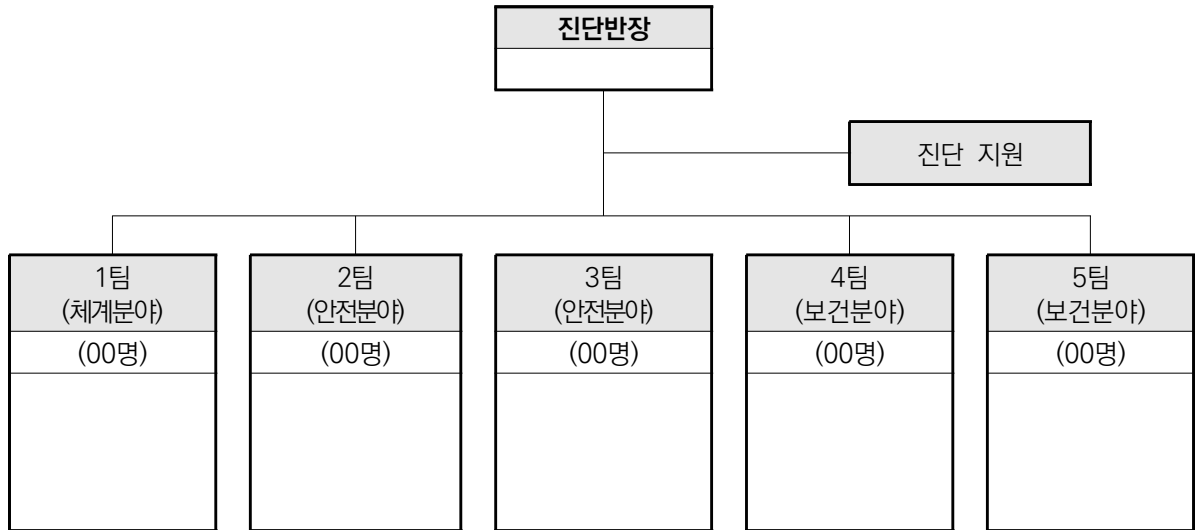 진단반장
진단 지원
1팀
(체계분야)
(00명)
2팀
(안전분야)
(00명)
3팀
(안전분야)
(00명)
4팀
(보건분야)
(00명)
5팀
(보건분야)
(00명)